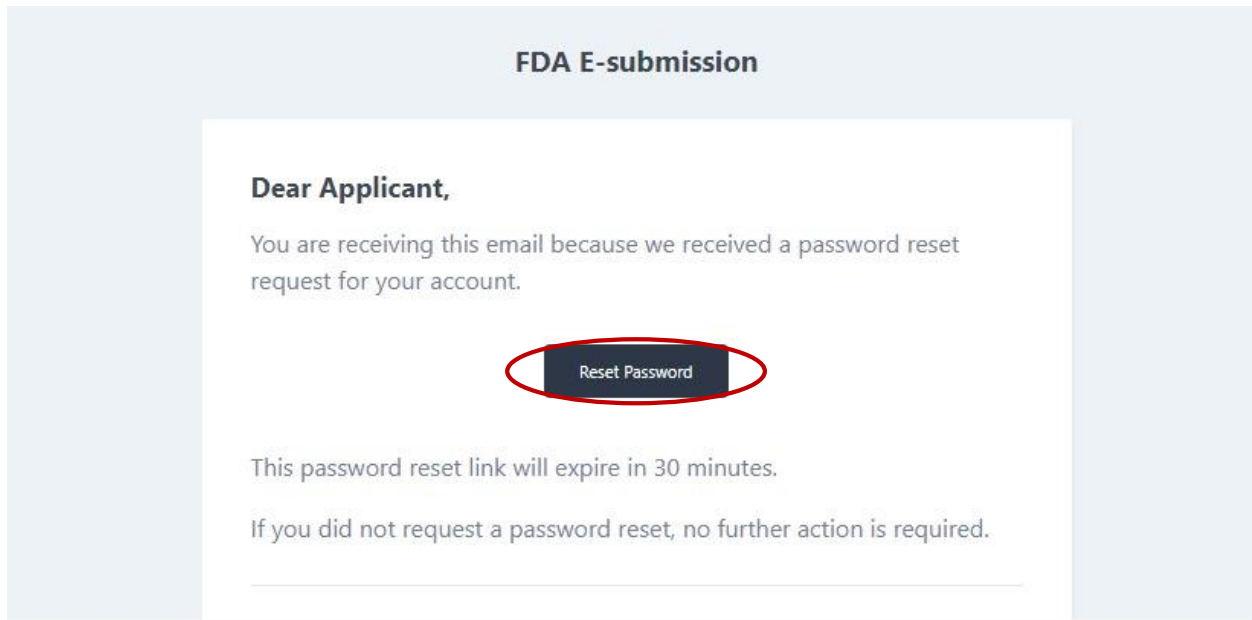 FDA E-submission
Dear Applicant,
You are receiving this email because we received a password reset
request for your account.
Reset Password
This password reset link will expire in 30 minutes.
If you did not request a password reset, no further action is required.